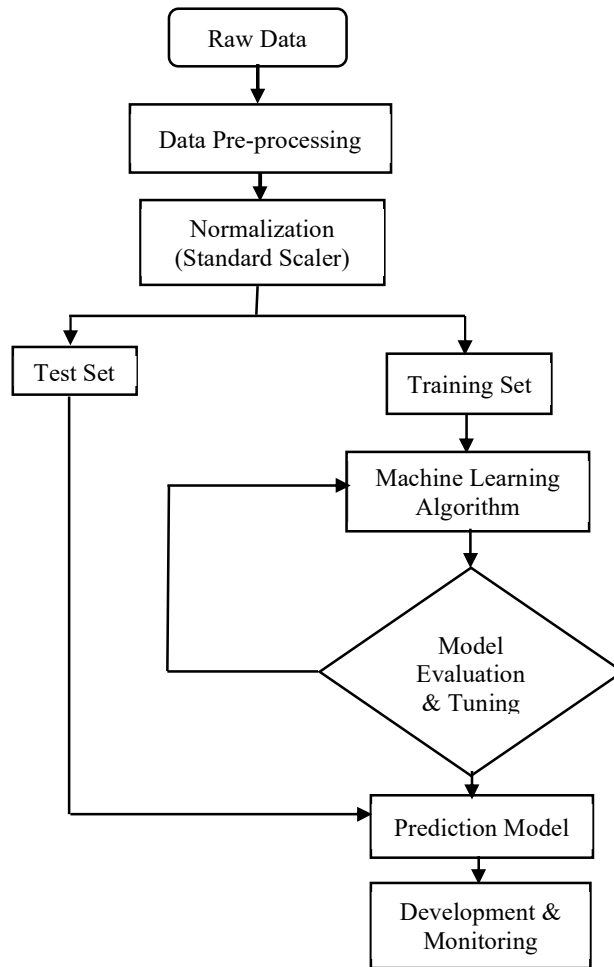 Raw Data
Data Pre-processing
Normalization
(Standard Scaler)
Test Set
Training Set
Machine Learning
Algorithm
Model
Evaluation
& Tuning
Prediction Model
Development &
Monitoring